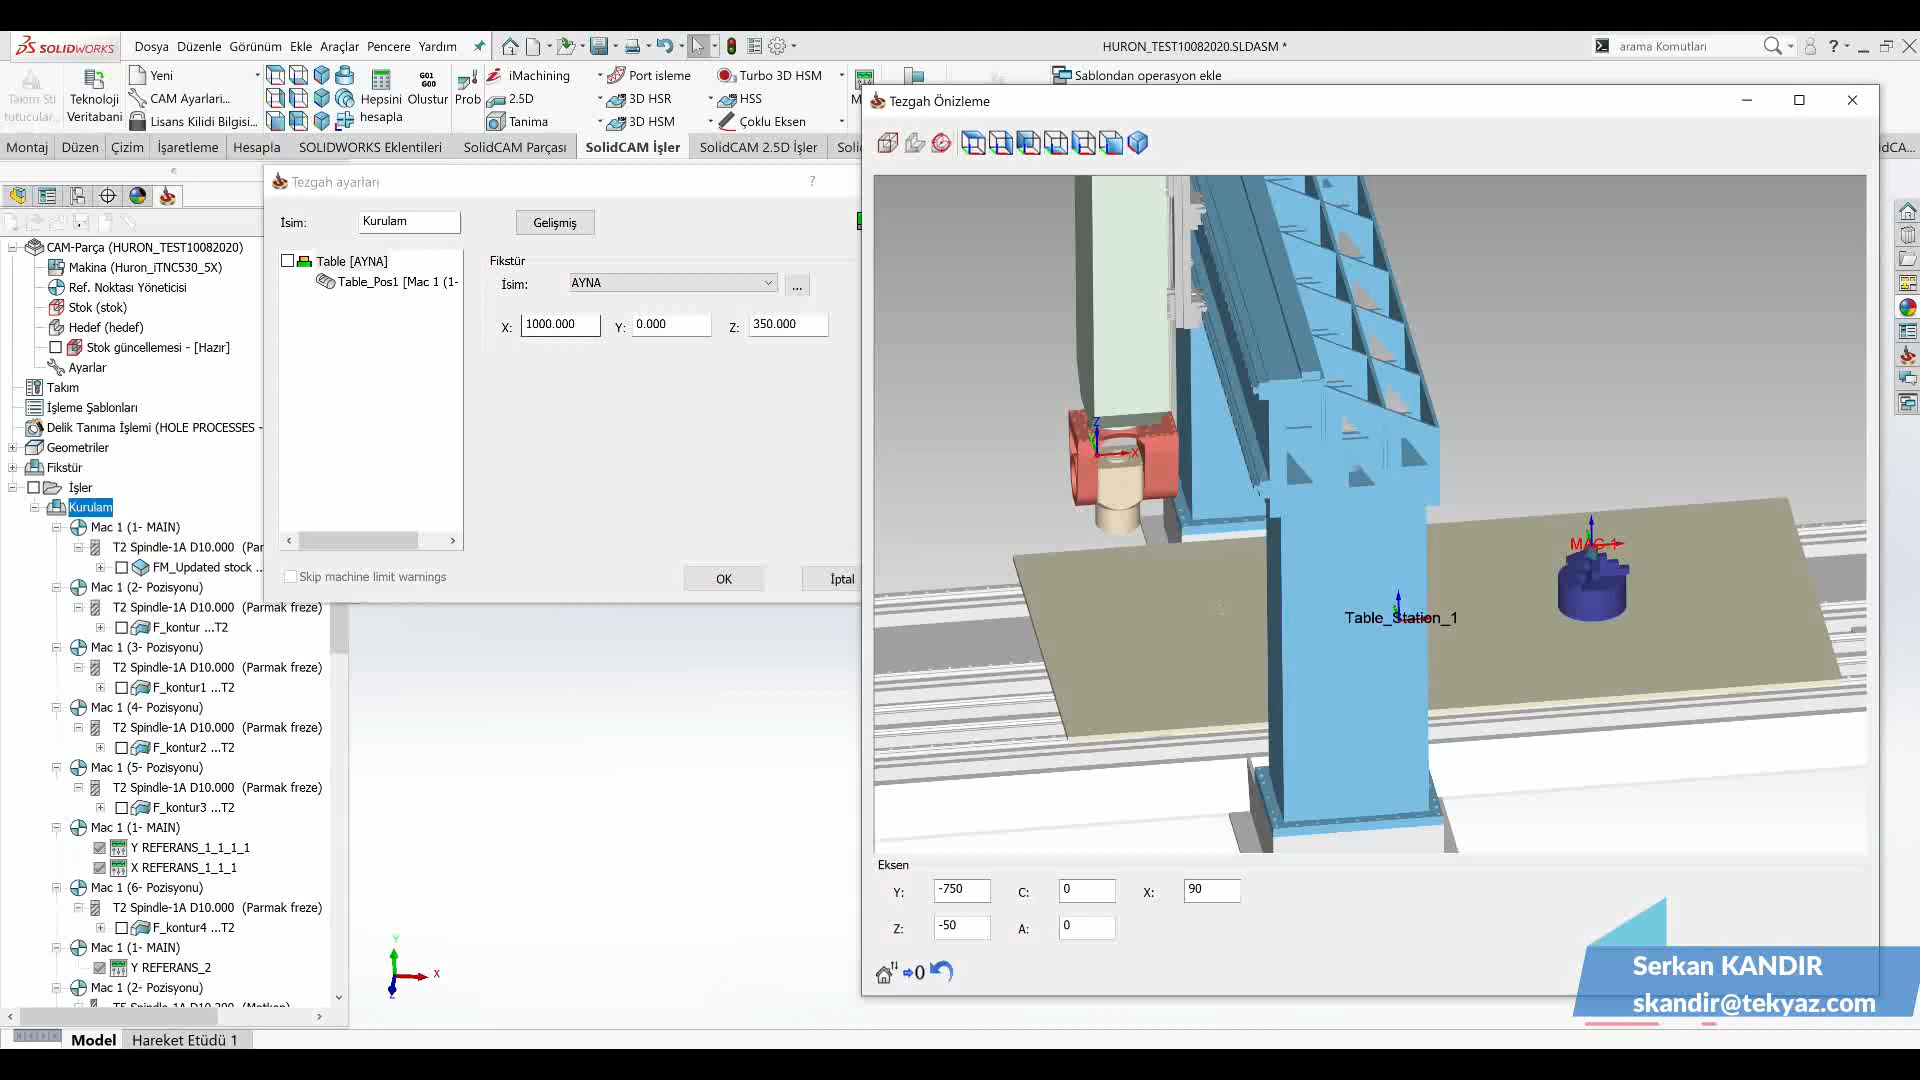 SOLIDWORKS
Dosya Düzenle Görünüm Ekle Araçlar Pencere Yardım
HURON_TEST10082020.SLDASM *
arama Komutları
Takım Sti
tutucular...
Teknoloji
Veritabanı
Yeni
CAM Ayarlari...
Lisans Kilidi Bilgisi...
Hepsini
hesapla
G01
G00
Olustur
Prob
iMachining
2.5D
Tanima
Port isleme
3D HSR
3D HSM
Turbo 3D HSM
HSS
Çoklu Eksen
Sablondan operasyon ekle
Montaj Düzen Çizim İşaretleme Hesapla SOLIDWORKS Eklentileri SolidCAM Parçası SolidCAM İşler SolidCAM 2.5D İşler
CAM-Parça (HURON_TEST10082020)
Makina (Huron_iTNC530_5X)
Ref. Noktası Yöneticisi
Stok (stok)
Hedef (hedef)
Stok güncellemesi - [Hazır]
Ayarlar
Takım
İşleme Şablonları
Delik Tanıma İşlemi (HOLE PROCESSES -
Geometriler
Fikstür
İşler
Kurulam
Mac 1 (1- MAIN)
T2 Spindle-1A D10.000 (Par
FM_Updated stock ...
Mac 1 (2- Pozisyonu)
T2 Spindle-1A D10.000 (Parmak freze)
F_kontur ...T2
Mac 1 (3- Pozisyonu)
T2 Spindle-1A D10.000 (Parmak freze)
F_kontur1 ...T2
Mac 1 (4- Pozisyonu)
T2 Spindle-1A D10.000 (Parmak freze)
F_kontur2 ...T2
Mac 1 (5- Pozisyonu)
T2 Spindle-1A D10.000 (Parmak freze)
F_kontur3 ...T2
Mac 1 (1- MAIN)
Y REFERANS_1_1_1_1
X REFERANS_1_1_1
Mac 1 (6- Pozisyonu)
T2 Spindle-1A D10.000 (Parmak freze)
F_kontur4 ...T2
Mac 1 (1- MAIN)
Y REFERANS_2
Mac 1 (2- Pozisyonu)
Model Hareket Etüdü 1
Tezgah ayarları
?
İsim: Kurulam
Gelişmiş
Table [AYNA]
Table_Pos1 [Mac 1 (1-
Fikstür
İsim: AYNA
...
X: 1000.000 Y: 0.000 Z: 350.000
Skip machine limit warnings
OK
İptal
Y
X
Z
Tezgah Önizleme
Z
X
MAC 1
Table_Station_1
Eksen
Y: -750 C: 0 X: 90
Z: -50 A: 0
Serkan KANDIR
skandir@tekyaz.com